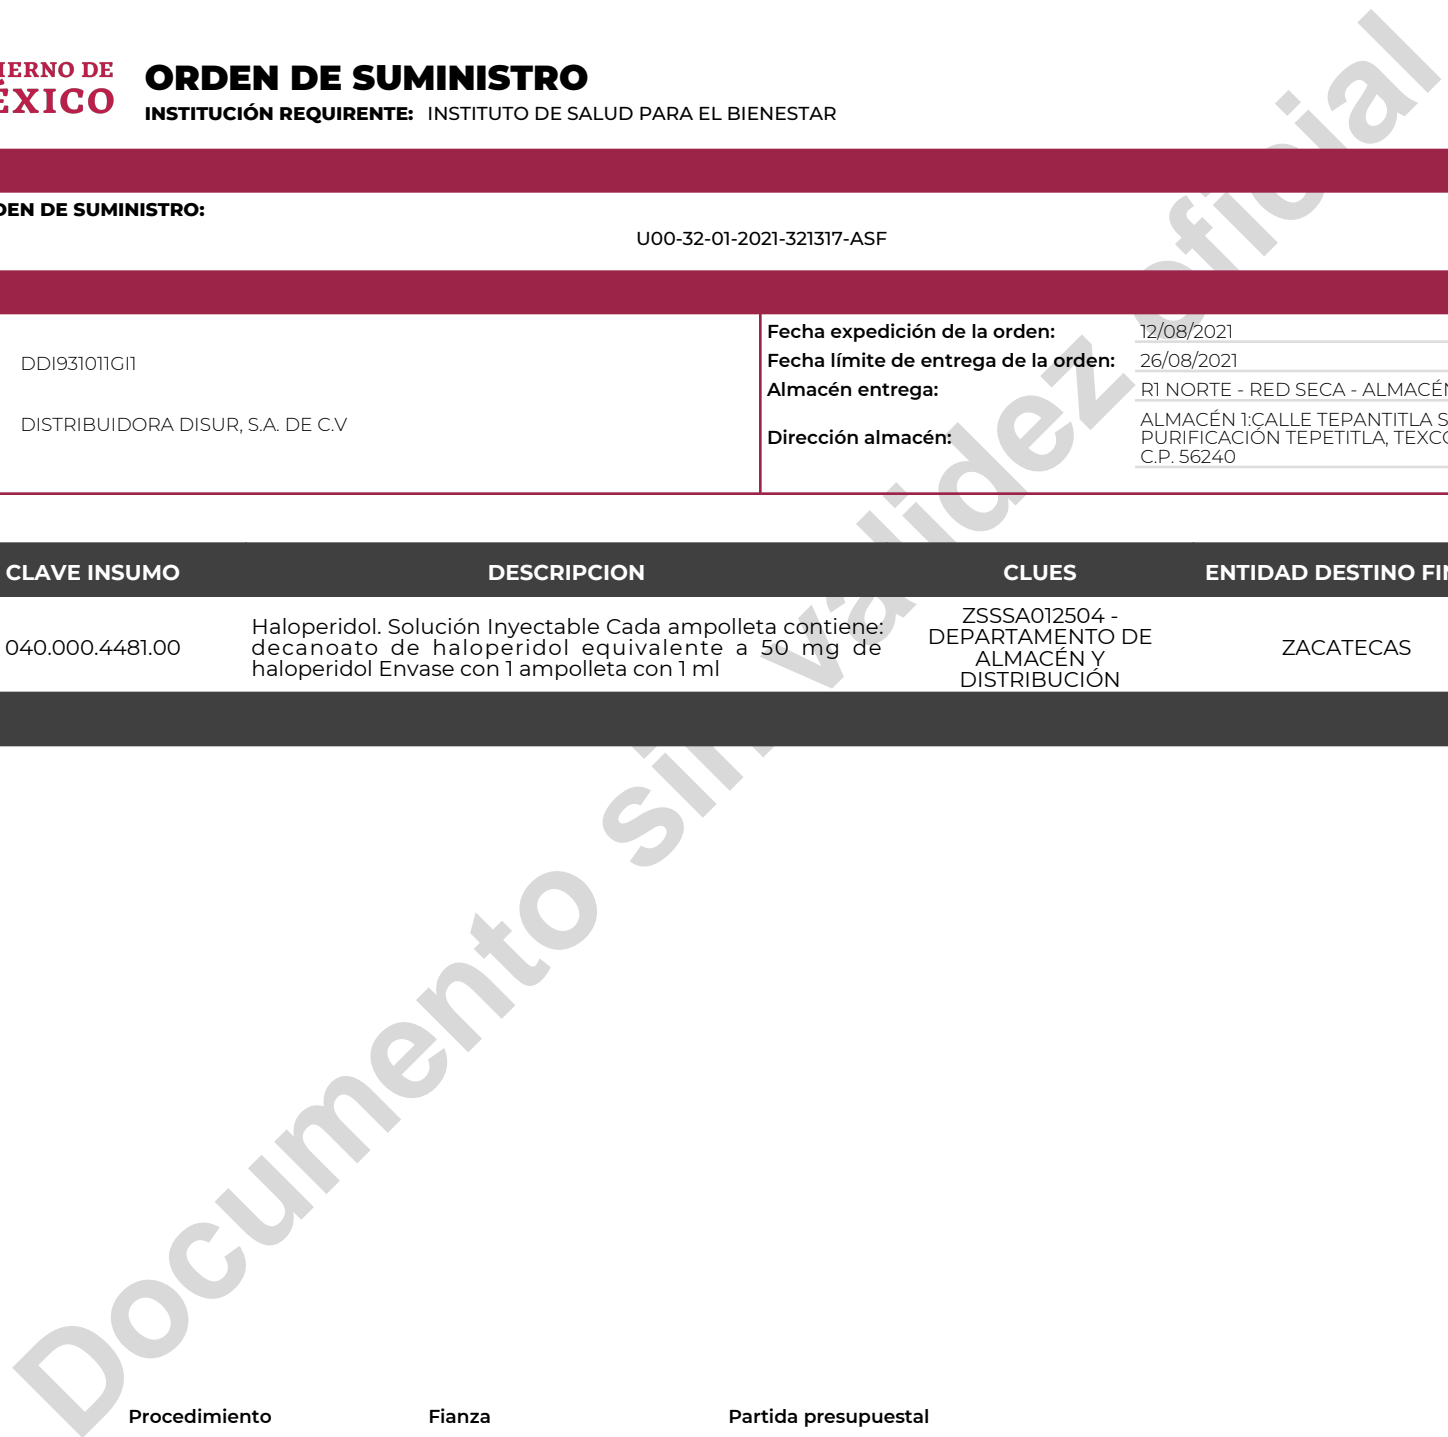 IERNO DE
ÉXICO
ORDEN DE SUMINISTRO
INSTITUCIÓN REQUIRENTE: INSTITUTO DE SALUD PARA EL BIENESTAR
DEN DE SUMINISTRO:
U00-32-01-2021-321317-ASF
DDI931011GI1
DISTRIBUIDORA DISUR, S.A. DE C.V
Fecha expedición de la orden: 12/08/2021
Fecha límite de entrega de la orden: 26/08/2021
Almacén entrega: R1 NORTE - RED SECA - ALMACÉN
Dirección almacén: ALMACÉN 1:CALLE TEPANTITLA S
PURIFICACIÓN TEPETITLA, TEXCO
C.P. 56240
CLAVE INSUMO DESCRIPCION CLUES ENTIDAD DESTINO FIN
040.000.4481.00
Haloperidol. Solución Inyectable Cada ampolleta contiene:
decanoato de haloperidol equivalente a 50 mg de
haloperidol Envase con 1 ampolleta con 1 ml
ZSSSA012504 -
DEPARTAMENTO DE
ALMACÉN Y
DISTRIBUCIÓN
ZACATECAS
Documento sin validez oficial
Procedimiento Fianza Partida presupuestal